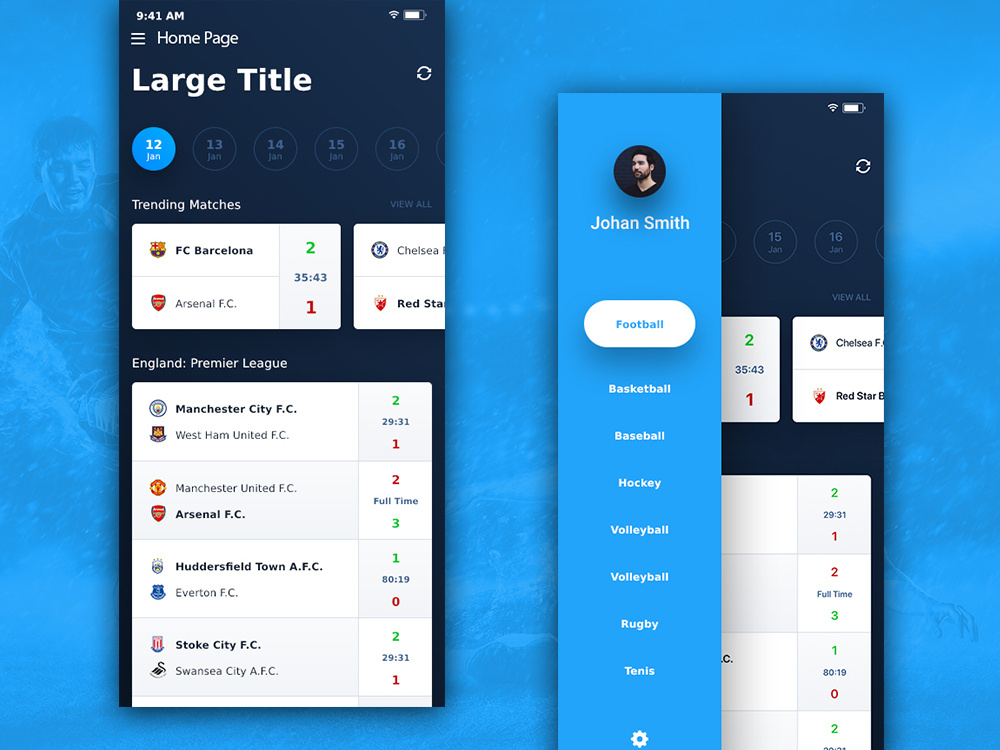 9:41 AM
Home Page
Large Title
12
Jan
13
Jan
14
Jan
15
Jan
16
Jan
Trending Matches
VIEW ALL
FC Barcelona
Arsenal F.C.
2
35:43
1
Chelsea F
Red Star
England: Premier League
Manchester City F.C.
West Ham United F.C.
2
29:31
1
Manchester United F.C.
Arsenal F.C.
2
Full Time
3
Huddersfield Town A.F.C.
Everton F.C.
1
80:19
0
Stoke City F.C.
Swansea City A.F.C.
2
29:31
1
Johan Smith
Football
Basketball
Baseball
Hockey
Volleyball
Volleyball
Rugby
Tenis
15
Jan
16
Jan
VIEW ALL
2
35:43
1
Chelsea F.
Red Star B
2
29:31
1
2
Full Time
3
.C.
1
80:19
0
2
29:31